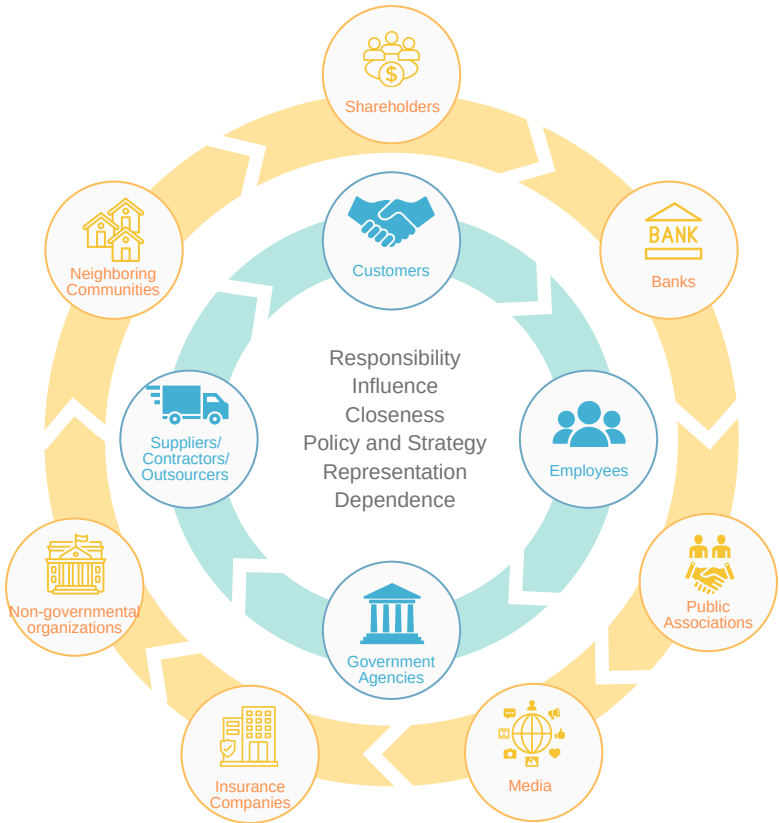 $
Shareholders
Customers
Neighboring
Communities
BANK
Banks
Responsibility
Influence
Closeness
Policy and Strategy
Representation
Dependence
Suppliers/
Contractors/
Outsourcers
Employees
Non-governmental
organizations
Public
Associations
Government
Agencies
Insurance
Companies
Media